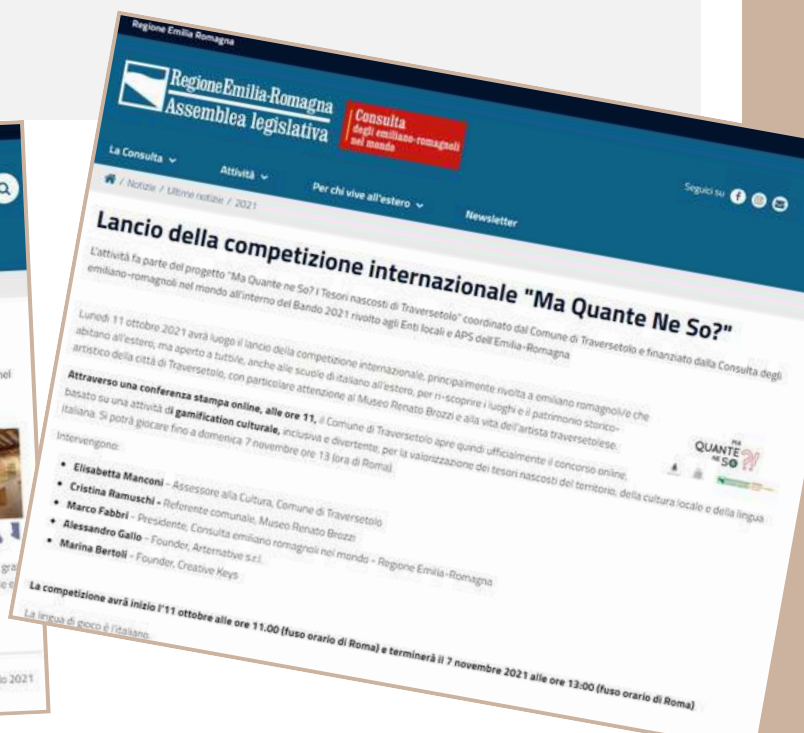 Regione Emilia Romagna
RegioneEmilia-Romagna
Assemblea legislativa
Consulta
degli emiliano-romagnoli
nel mondo
La Consulta
Attività
Per chi vive all'estero
Newsletter
Seguici su
/ Notizie / Ultime notizie / 2021
Lancio della competizione internazionale "Ma Quante Ne So?"
L'attività fa parte del progetto "Ma Quante ne So? I Tesori nascosti di Traversetolo" coordinato dal Comune di Traversetolo e finanziato dalla Consulta degli
emiliano-romagnoli nel mondo all'interno del Bando 2021 rivolto agli Enti locali e APS dell'Emilia-Romagna
Lunedì 11 ottobre 2021 avrà luogo il lancio della competizione internazionale, principalmente rivolta a emiliano romagnoli/e che
abitano all'estero, ma aperto a tutti/e, anche alle scuole di italiano all'estero, per ri-scoprire i luoghi e il patrimonio storico-
artistico della città di Traversetolo, con particolare attenzione al Museo Renato Brozzi e alla vita dell'artista traversetolese.
Attraverso una conferenza stampa online, alle ore 11, il Comune di Traversetolo apre quindi ufficialmente il concorso online,
basato su una attività di gamification culturale, inclusiva e divertente, per la valorizzazione dei tesori nascosti del territorio, della cultura locale e della lingua
italiana. Si potrà giocare fino a domenica 7 novembre ore 13 (ora di Roma).
MA
QUANTE
NE SO
Intervengono:
• Elisabetta Manconi - Assessore alla Cultura, Comune di Traversetolo
• Cristina Ramuschi - Referente comunale, Museo Renato Brozzi
• Marco Fabbri - Presidente, Consulta emiliano romagnoli nel mondo - Regione Emilia-Romagna
• Alessandro Gallo - Founder, Arternative s.r.l.
• Marina Bertoli - Founder, Creative Keys
La competizione avrà inizio l'11 ottobre alle ore 11.00 (fuso orario di Roma) e terminerà il 7 novembre 2021 alle ore 13:00 (fuso orario di Roma)
La lingua di gioco è l'italiano.
nel
gra
e e
2021